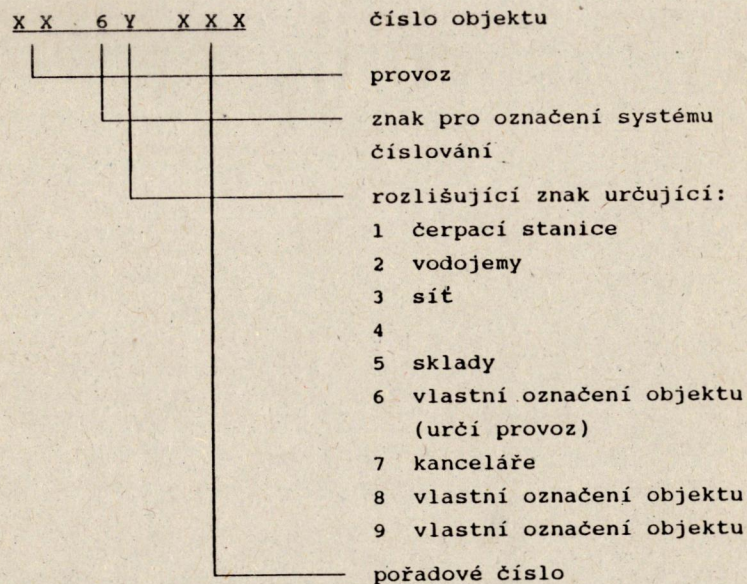 X X 6 Y X X X číslo objektu
provoz
znak pro označení systému
číslování
rozlišující znak určující:
1 čerpací stanice
2 vodojemy
3 síť
4
5 sklady
6 vlastní označení objektu
(určí provoz)
7 kanceláře
8 vlastní označení objektu
9 vlastní označení objektu
pořadové číslo